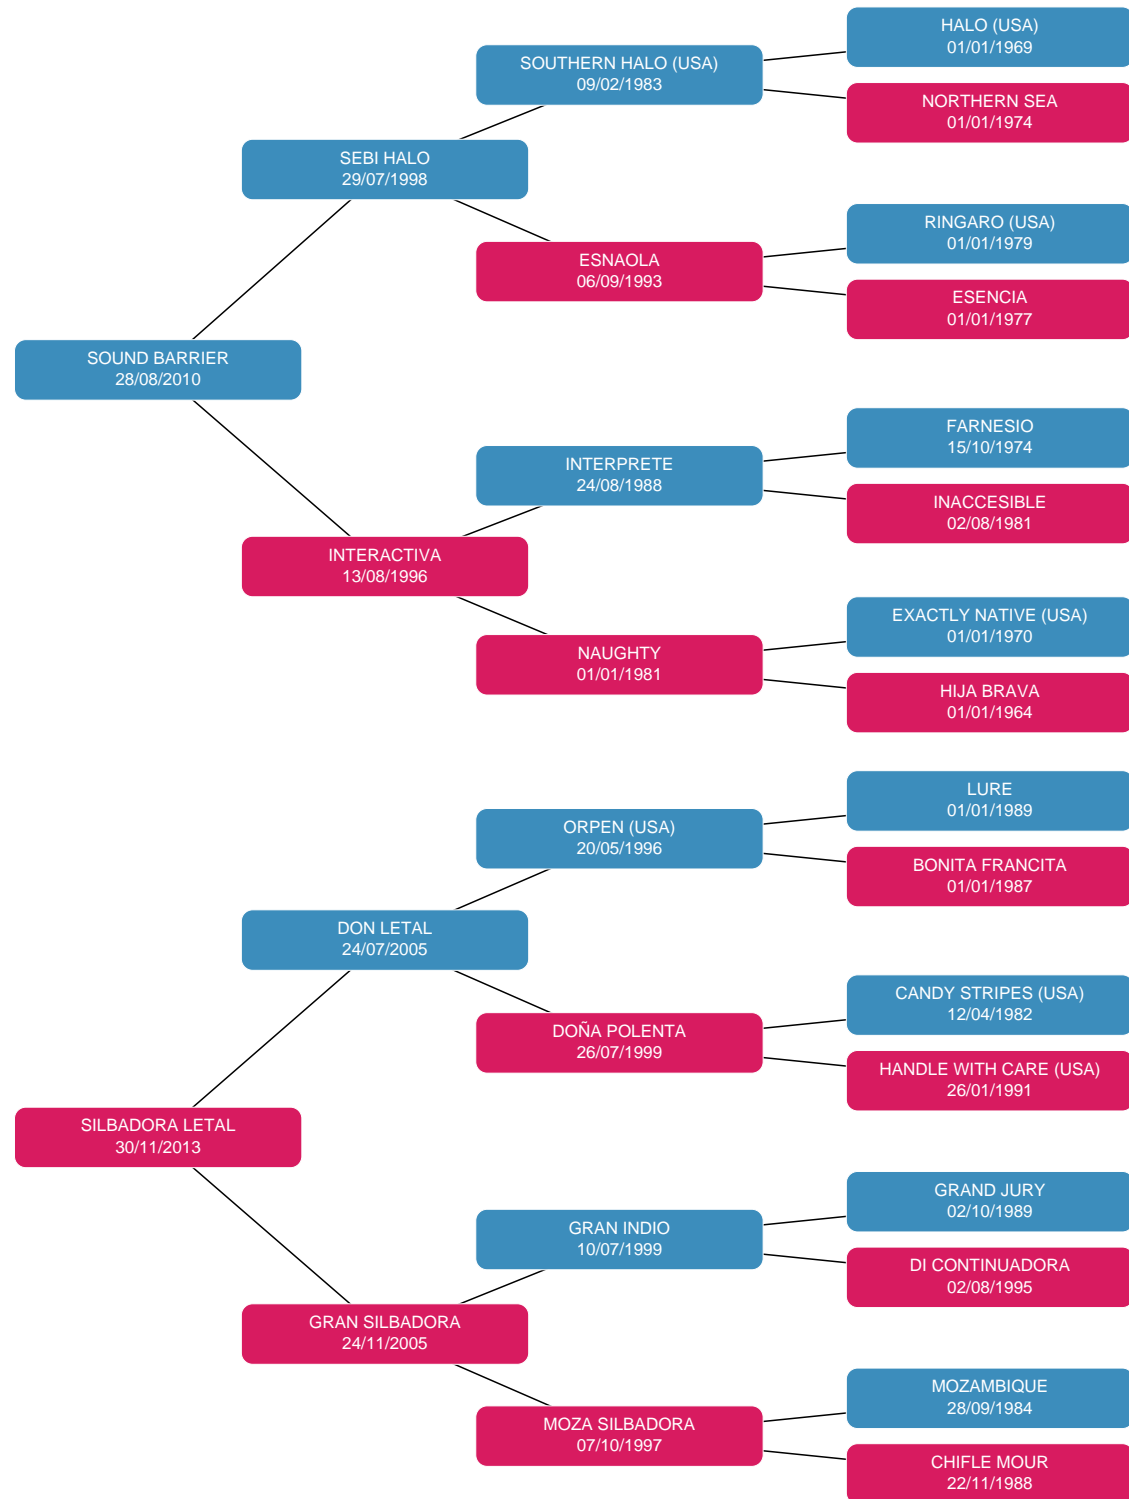 HALO (USA)
01/01/1969
SOUTHERN HALO (USA)
09/02/1983
NORTHERN SEA
01/01/1974
SEBI HALO
29/07/1998
RINGARO (USA)
01/01/1979
ESNAOLA
06/09/1993
ESENCIA
01/01/1977
SOUND BARRIER
28/08/2010
FARNESIO
15/10/1974
INTERPRETE
24/08/1988
INACCESIBLE
02/08/1981
INTERACTIVA
13/08/1996
EXACTLY NATIVE (USA)
01/01/1970
NAUGHTY
01/01/1981
HIJA BRAVA
01/01/1964
LURE
01/01/1989
ORPEN (USA)
20/05/1996
BONITA FRANCITA
01/01/1987
DON LETAL
24/07/2005
CANDY STRIPES (USA)
12/04/1982
DOÑA POLENTA
26/07/1999
HANDLE WITH CARE (USA)
26/01/1991
SILBADORA LETAL
30/11/2013
GRAND JURY
02/10/1989
GRAN INDIO
10/07/1999
DI CONTINUADORA
02/08/1995
GRAN SILBADORA
24/11/2005
MOZAMBIQUE
28/09/1984
MOZA SILBADORA
07/10/1997
CHIFLE MOUR
22/11/1988